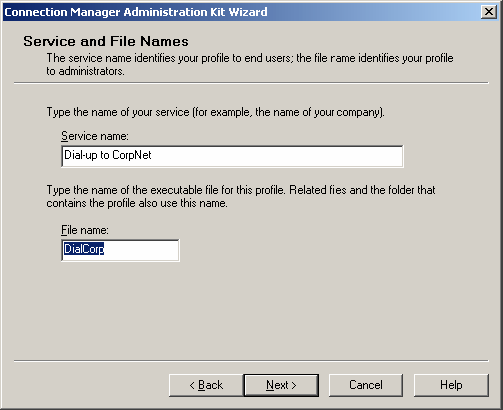 Connection Manager Administration Kit Wizard
Service and File Names
The service name identifies your profile to end users; the file name identifies your profile
to administrators.
Type the name of your service (for example, the name of your company).
Service name:
Dial-up to CorpNet
Type the name of the executable file for this profile. Related files and the folder that
contains the profile also use this name.
File name:
DialCorp
< Back
Next >
Cancel
Help